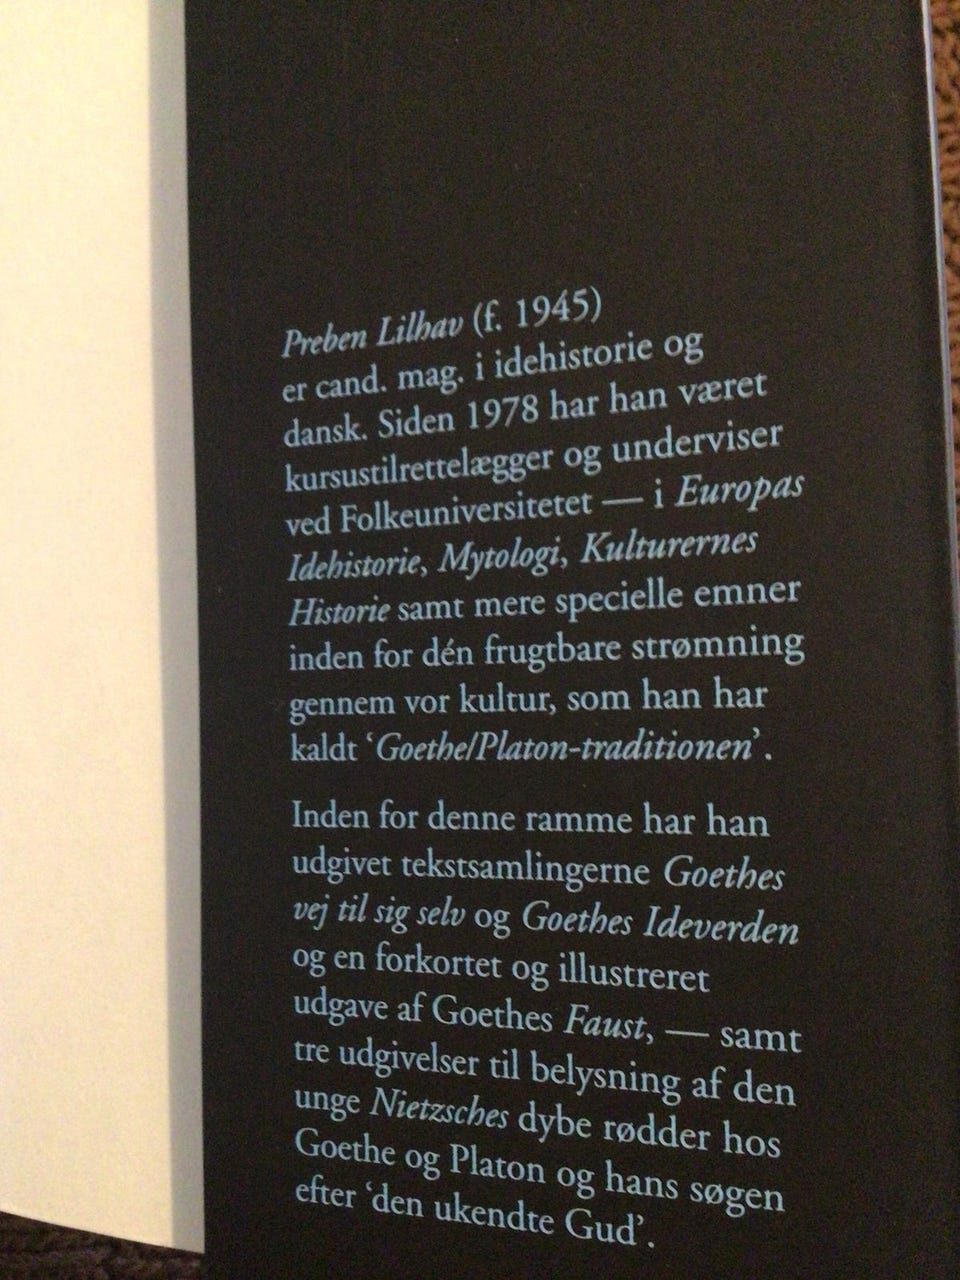 Preben Lilhav (f. 1945)
er cand. mag. i idehistorie og
dansk. Siden 1978 har han været
kursustilrettelægger og underviser
ved Folkeuniversitetet — i Europas
Idehistorie, Mytologi, Kulturernes
Historie samt mere specielle emner
inden for dén frugtbare strømning
gennem vor kultur, som han har
kaldt ‘Goethe/Platon-traditionen’.
Inden for denne ramme har han
udgivet tekstsamlingerne Goethes
vej til sig selv og Goethes Ideverden
og en forkortet og illustreret
udgave af Goethes Faust, — samt
tre udgivelser til belysning af den
unge Nietzsches dybe rødder hos
Goethe og Platon og hans søgen
efter ‘den ukendte Gud’.